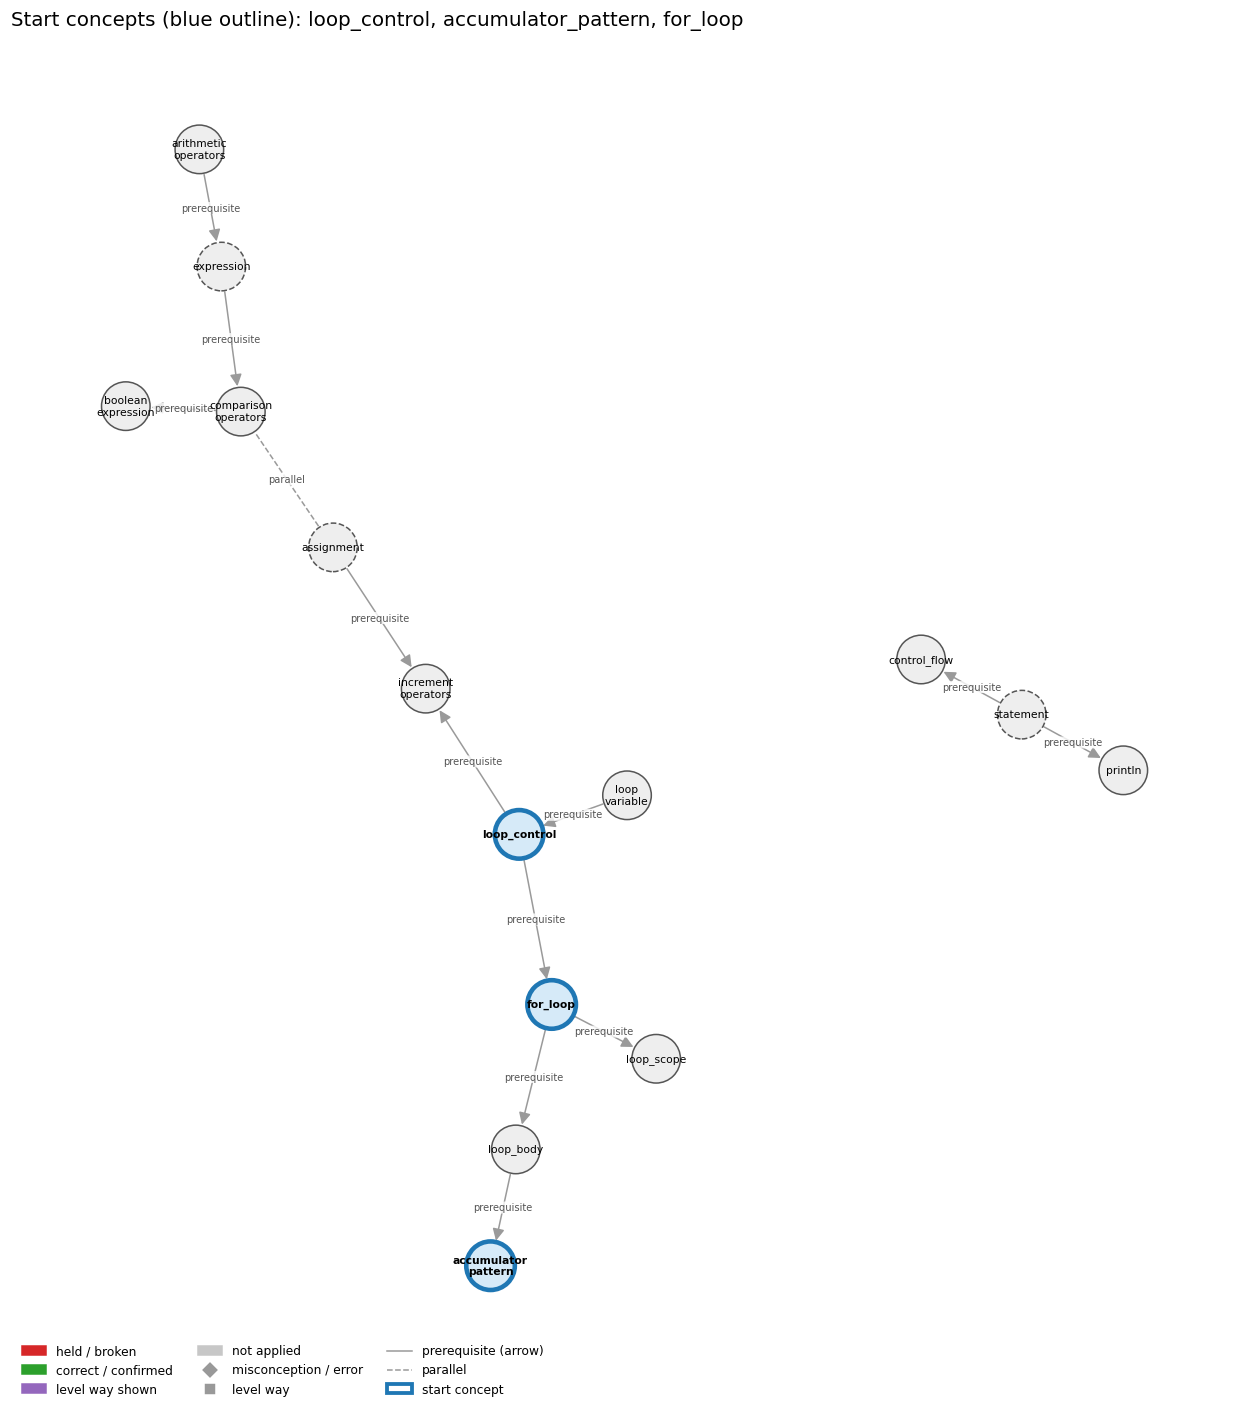 Start concepts (blue outline): loop_control, accumulator_pattern, for_loop
arithmetic
operators
prerequisite
expression
prerequisite
boolean
expression
prerequisite
comparison
operators
parallel
assignment
prerequisite
increment
operators
control_flow
prerequisite
statement
prerequisite
println
prerequisite
loop
variable
prerequisite
loop_control
prerequisite
for_loop
prerequisite
loop_scope
prerequisite
loop_body
prerequisite
accumulator
pattern
held / broken
correct / confirmed
level way shown
not applied
misconception / error
level way
prerequisite (arrow)
parallel
start concept